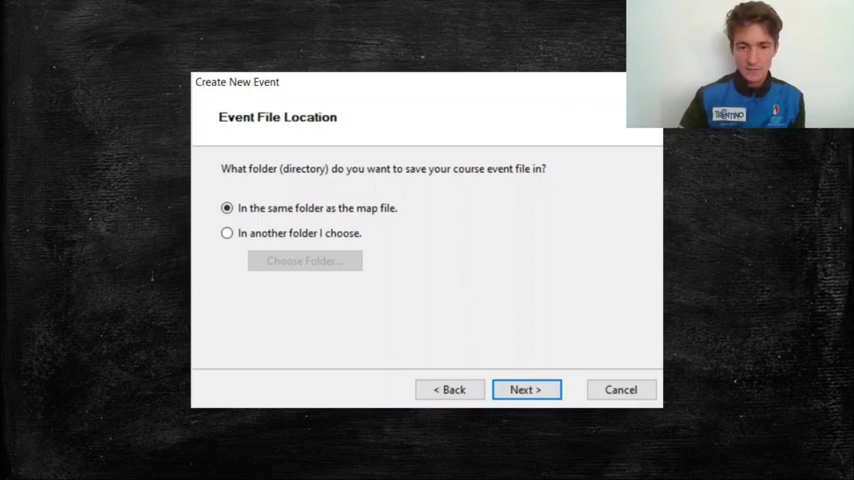 Create New Event
Event File Location
What folder (directory) do you want to save your course event file in?
In the same folder as the map file.
In another folder I choose.
Choose Folder...
< Back
Next >
Cancel
TRENTINO